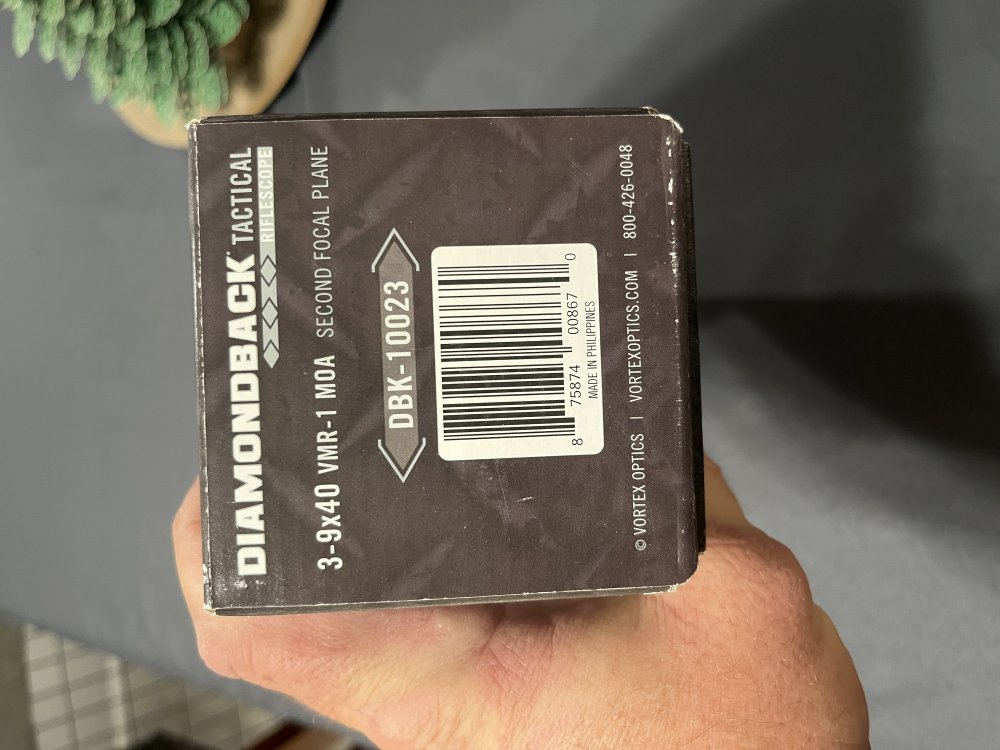 DIAMONDBACK TACTICAL
RIFLESCOPE
3-9x40 VMR-1 MOA SECOND FOCAL PLANE
DBK-10023
8 75874 00867 0
MADE IN PHILIPPINES
© VORTEX OPTICS | VORTEXOPTICS.COM | 800-426-0048